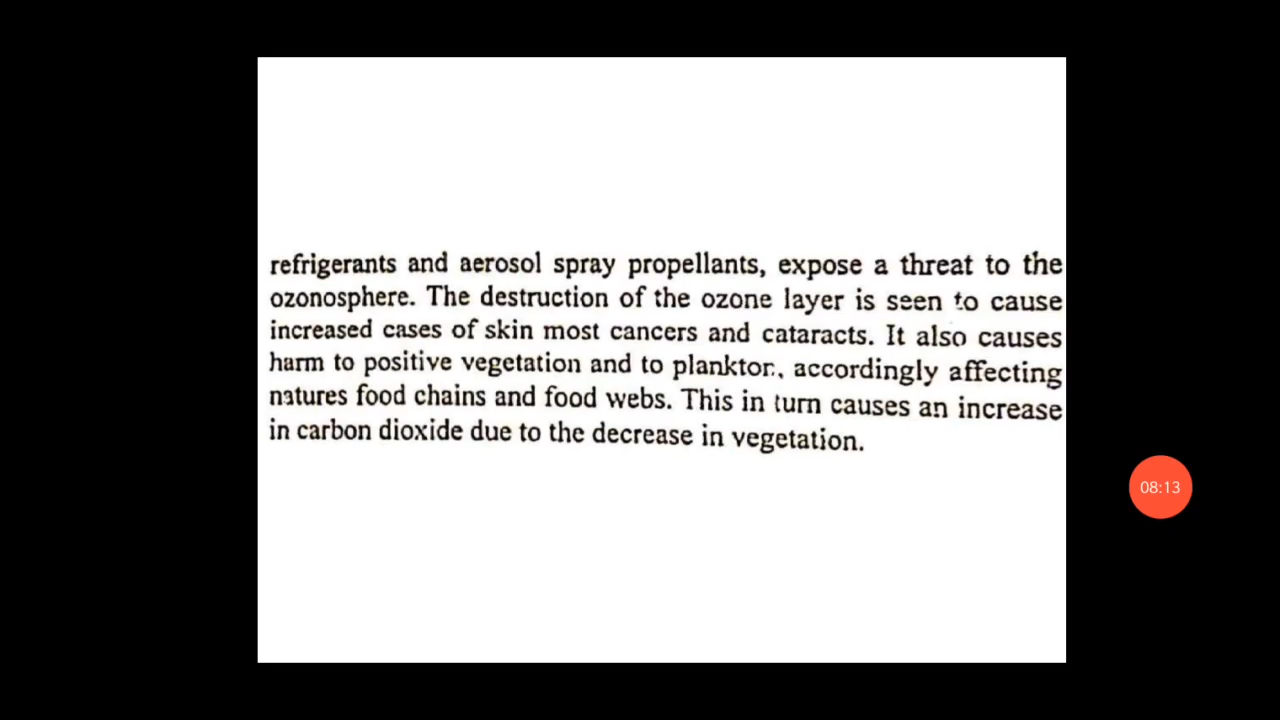 refrigerants and aerosol spray propellants, expose a threat to the
ozonosphere. The destruction of the ozone layer is seen to cause
increased cases of skin most cancers and cataracts. It also causes
harm to positive vegetation and to plankton, accordingly affecting
natures food chains and food webs. This in turn causes an increase
in carbon dioxide due to the decrease in vegetation.
08:13